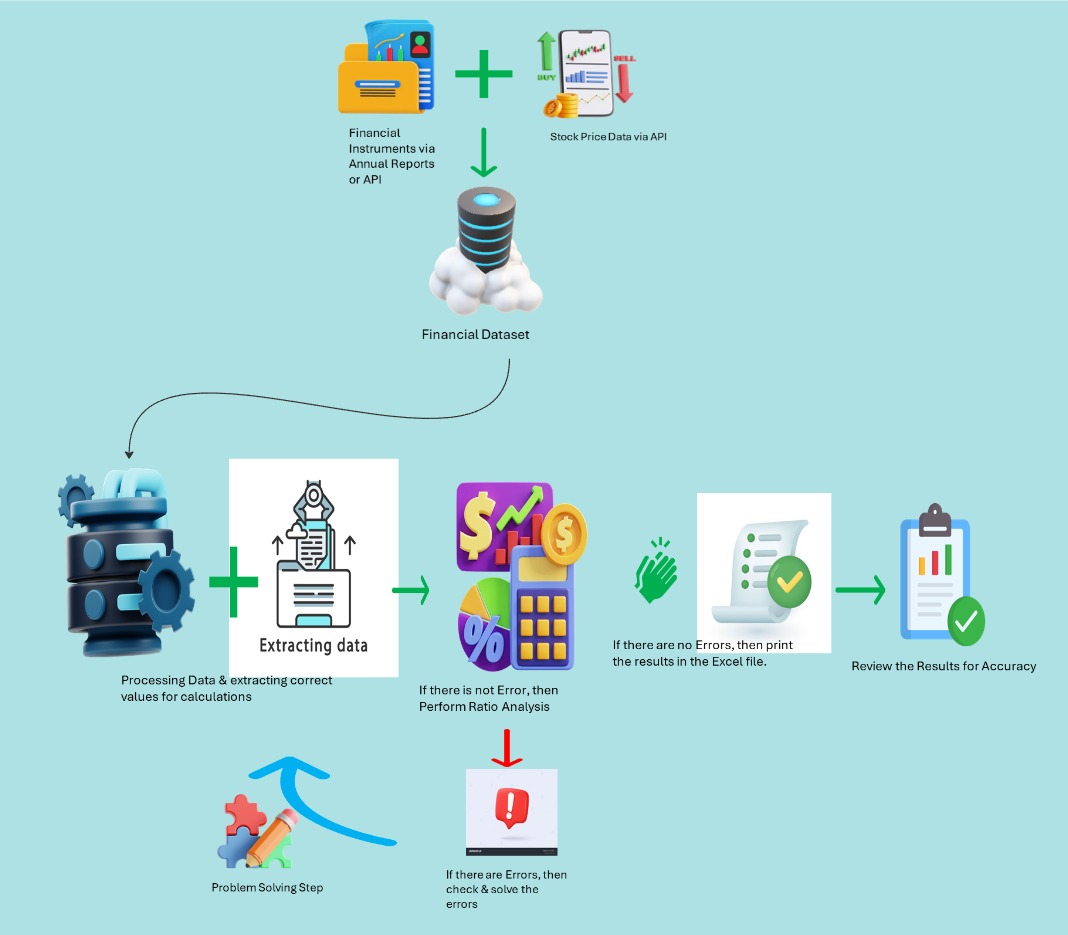 BUY
SELL
Financial
Instruments via
Annual Reports
or API
Stock Price Data via API
Financial Dataset
Extracting data
Processing Data & extracting correct
values for calculations
If there is not Error, then
Perform Ratio Analysis
If there are no Errors, then print
the results in the Excel file.
Review the Results for Accuracy
Problem Solving Step
If there are Errors, then
check & solve the
errors